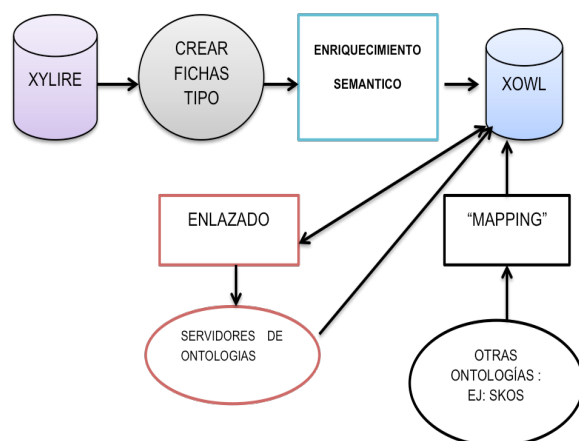 XYLIRE
CREAR
FICHAS
TIPO
ENRIQUECIMIENTO
SEMANTICO
XOWL
ENLAZADO
“MAPPING”
SERVIDORES DE
ONTOLOGIAS
OTRAS
ONTOLOGÍAS :
EJ: SKOS